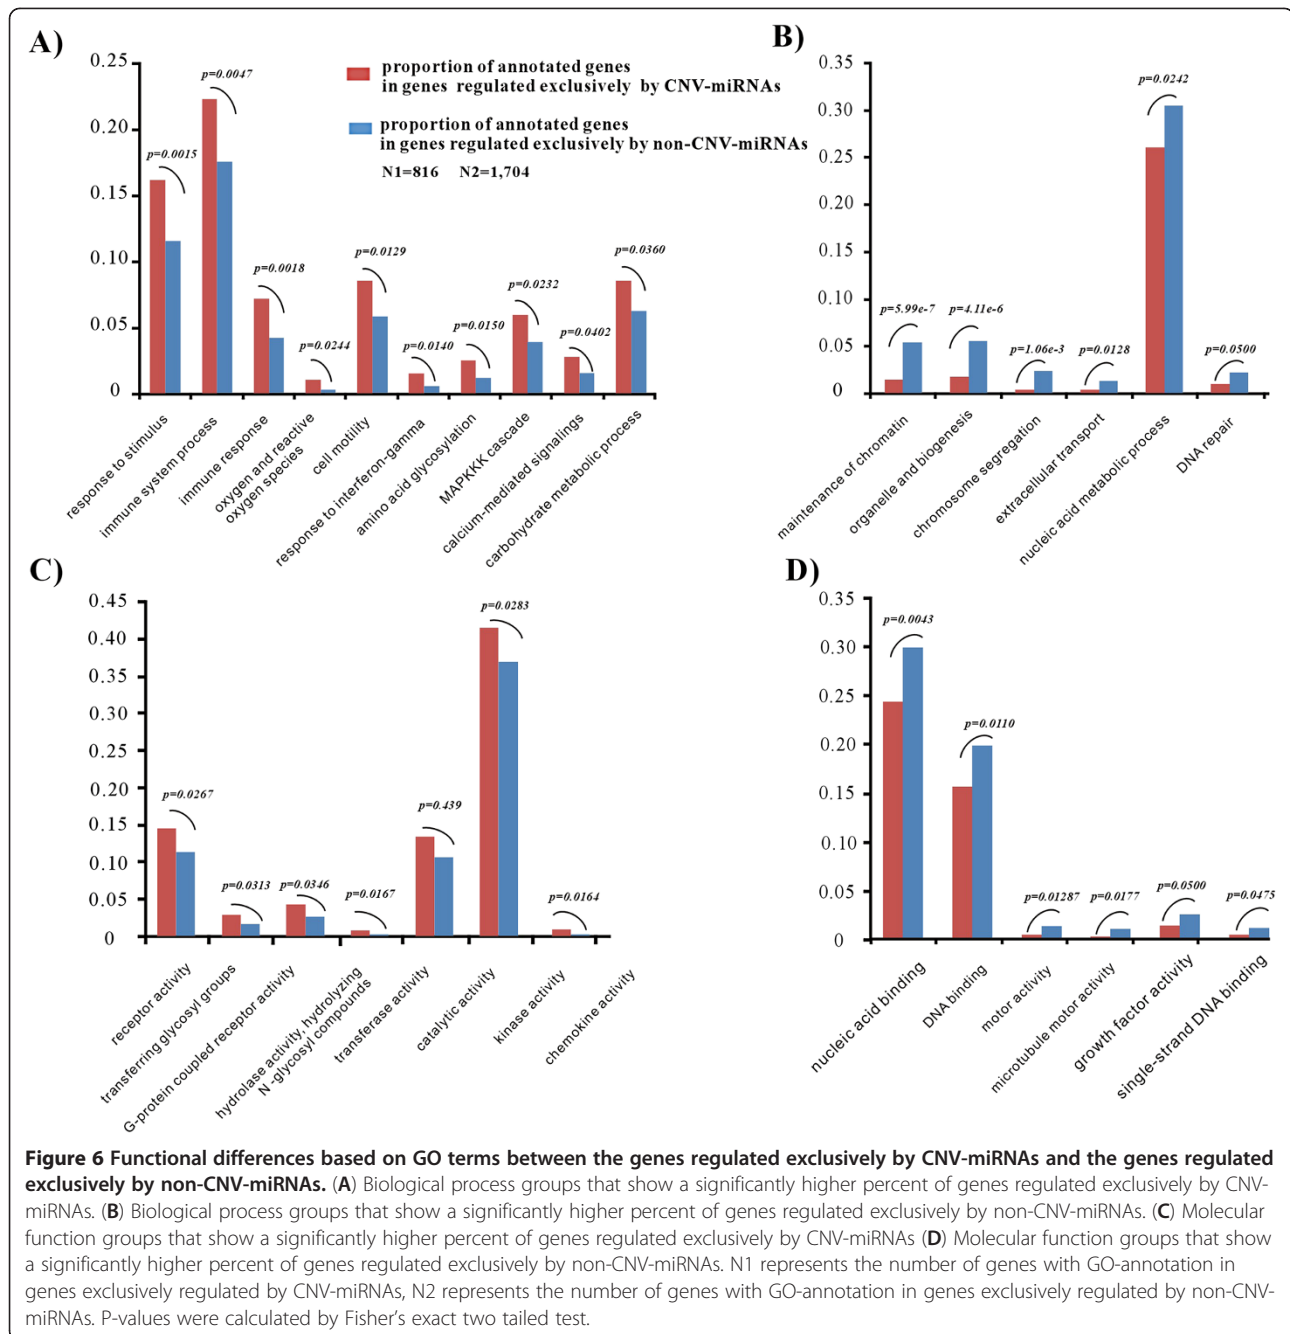 A)
0.25
0.20
0.15
0.10
0.05
0
proportion of annotated genes
in genes regulated exclusively by CNV-miRNAs
proportion of annotated genes
in genes regulated exclusively by non-CNV-miRNAs
N1=816 N2=1,704
p=0.0015
p=0.0047
p=0.0018
p=0.0244
p=0.0129
p=0.0140
p=0.0150
p=0.0232
p=0.0402
p=0.0360
response to stimulus
immune system process
immune response
oxygen and reactive
oxygen species
cell motility
response to interferon-gamma
amino acid glycosylation
MAPKKK cascade
calcium-mediated signalings
carbohydrate metabolic process
B)
0.35
0.30
0.25
0.20
0.15
0.10
0.05
0
p=5.99e-7
p=4.11e-6
p=1.06e-3
p=0.0128
p=0.0242
p=0.0500
maintenance of chromatin
organelle and biogenesis
chromosome segregation
extracellular transport
nucleic acid metabolic process
DNA repair
C)
0.45
0.40
0.35
0.30
0.25
0.20
0.15
0.10
0.05
0
p=0.0267
p=0.0313
p=0.0346
p=0.0167
p=0.439
p=0.0283
p=0.0164
receptor activity
transferring glycosyl groups
G-protein coupled receptor activity
hydrolase activity, hydrolyzing
N -glycosyl compounds
transferase activity
catalytic activity
kinase activity
chemokine activity
D)
0.35
0.30
0.25
0.20
0.15
0.10
0.05
0
p=0.0043
p=0.0110
p=0.01287
p=0.0177
p=0.0500
p=0.0475
nucleic acid binding
DNA binding
motor activity
microtubule motor activity
growth factor activity
single-strand DNA binding
Figure 6 Functional differences based on GO terms between the genes regulated exclusively by CNV-miRNAs and the genes regulated
exclusively by non-CNV-miRNAs. (A) Biological process groups that show a significantly higher percent of genes regulated exclusively by CNV-
miRNAs. (B) Biological process groups that show a significantly higher percent of genes regulated exclusively by non-CNV-miRNAs. (C) Molecular
function groups that show a significantly higher percent of genes regulated exclusively by CNV-miRNAs (D) Molecular function groups that show
a significantly higher percent of genes regulated exclusively by non-CNV-miRNAs. N1 represents the number of genes with GO-annotation in
genes exclusively regulated by CNV-miRNAs, N2 represents the number of genes with GO-annotation in genes exclusively regulated by non-CNV-
miRNAs. P-values were calculated by Fisher's exact two tailed test.